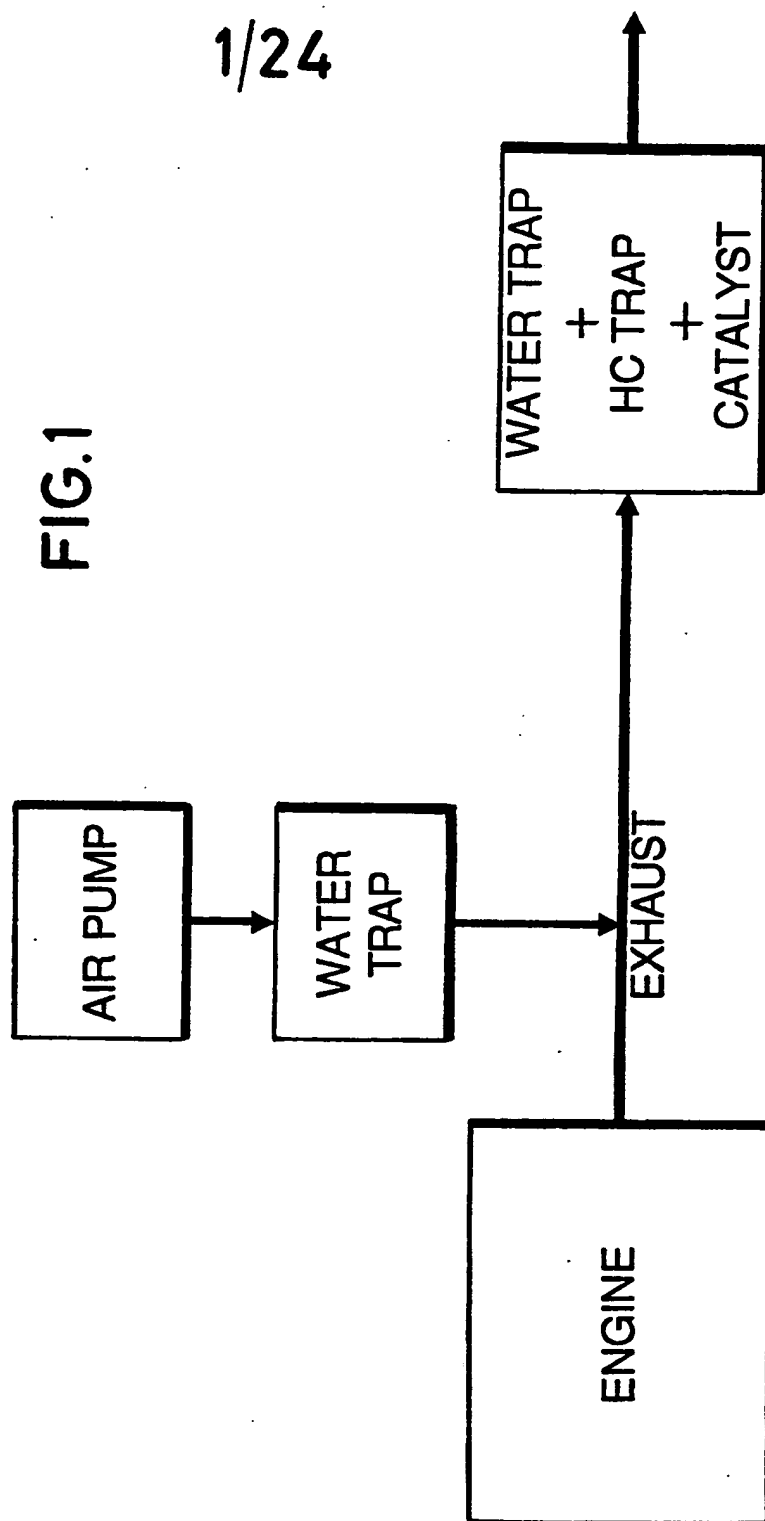 1/24
FIG.1
AIR PUMP
WATER
TRAP
ENGINE
EXHAUST
WATER TRAP
+
HC TRAP
+
CATALYST